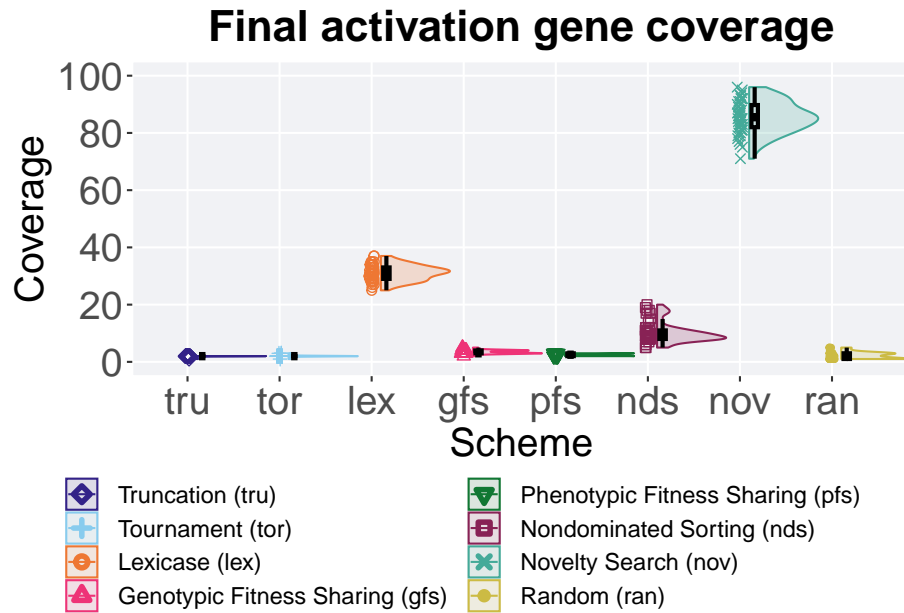 Final activation gene coverage
Coverage
100
80
60
40
20
0
tru tor lex gfs pfs nds nov ran
Scheme
Truncation (tru)
Tournament (tor)
Lexicase (lex)
Genotypic Fitness Sharing (gfs)
Phenotypic Fitness Sharing (pfs)
Nondominated Sorting (nds)
Novelty Search (nov)
Random (ran)